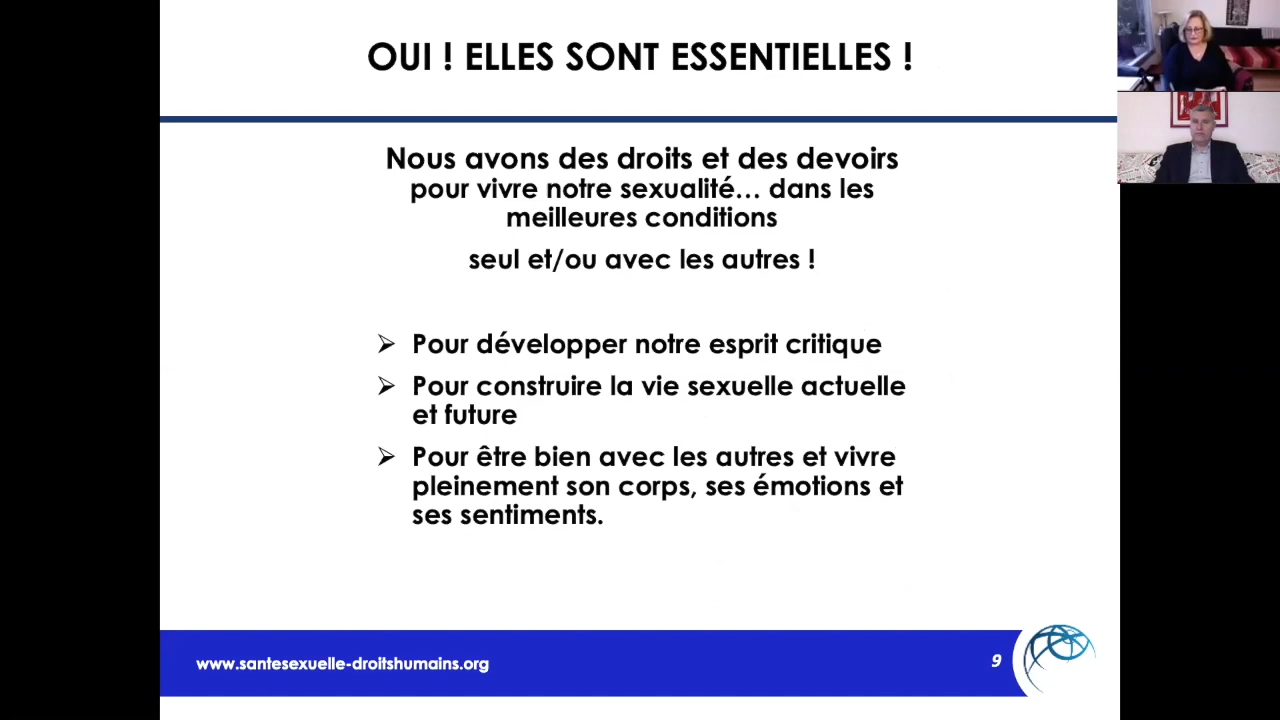 OUI ! ELLES SONT ESSENTIELLES !
Nous avons des droits et des devoirs
pour vivre notre sexualité… dans les
meilleures conditions
seul et/ou avec les autres !
➢ Pour développer notre esprit critique
➢ Pour construire la vie sexuelle actuelle
et future
➢ Pour être bien avec les autres et vivre
pleinement son corps, ses émotions et
ses sentiments.
www.santesexuelle-droitshumains.org
9